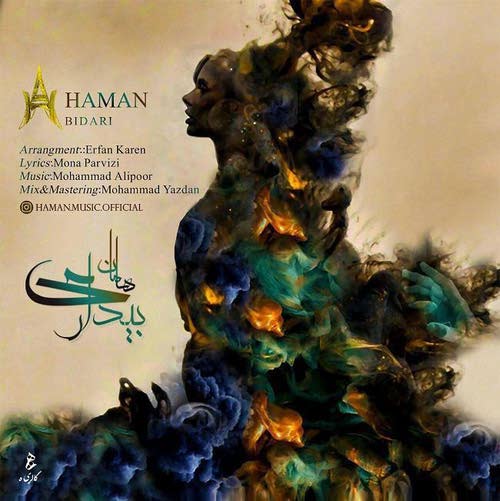 HAMAN
BIDARI
Arrangment::Erfan Karen
Lyrics:Mona Parvizi
Music:Mohammad Alipoor
Mix&Mastering:Mohammad Yazdan
HAMAN.MUSIC.OFFICIAL
هامان
بیداری